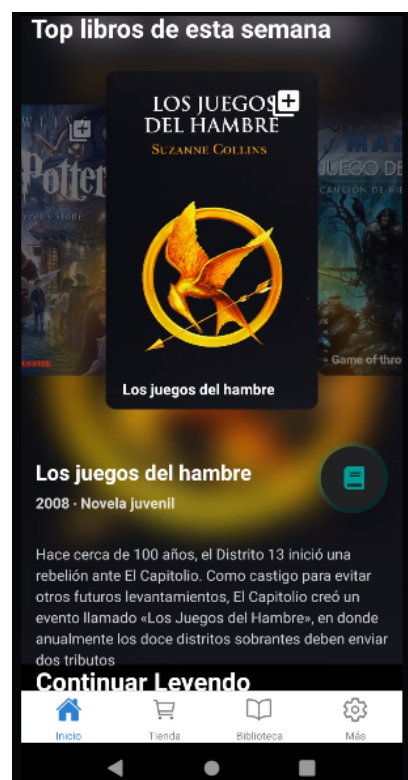 Top libros de esta semana
LOS JUEGOS
DEL HAMBRE
SUZANNE COLLINS
Potter
JUEGO DE
CANCIÓN DE HIE
Game of thro
Los juegos del hambre
Los juegos del hambre
2008 · Novela juvenil
Hace cerca de 100 años, el Distrito 13 inició una
rebelión ante El Capitolio. Como castigo para evitar
otros futuros levantamientos, El Capitolio creó un
evento llamado «Los Juegos del Hambre», en donde
anualmente los doce distritos sobrantes deben enviar
dos tributos
Continuar Leyendo
Inicio
Tienda
Biblioteca
Más